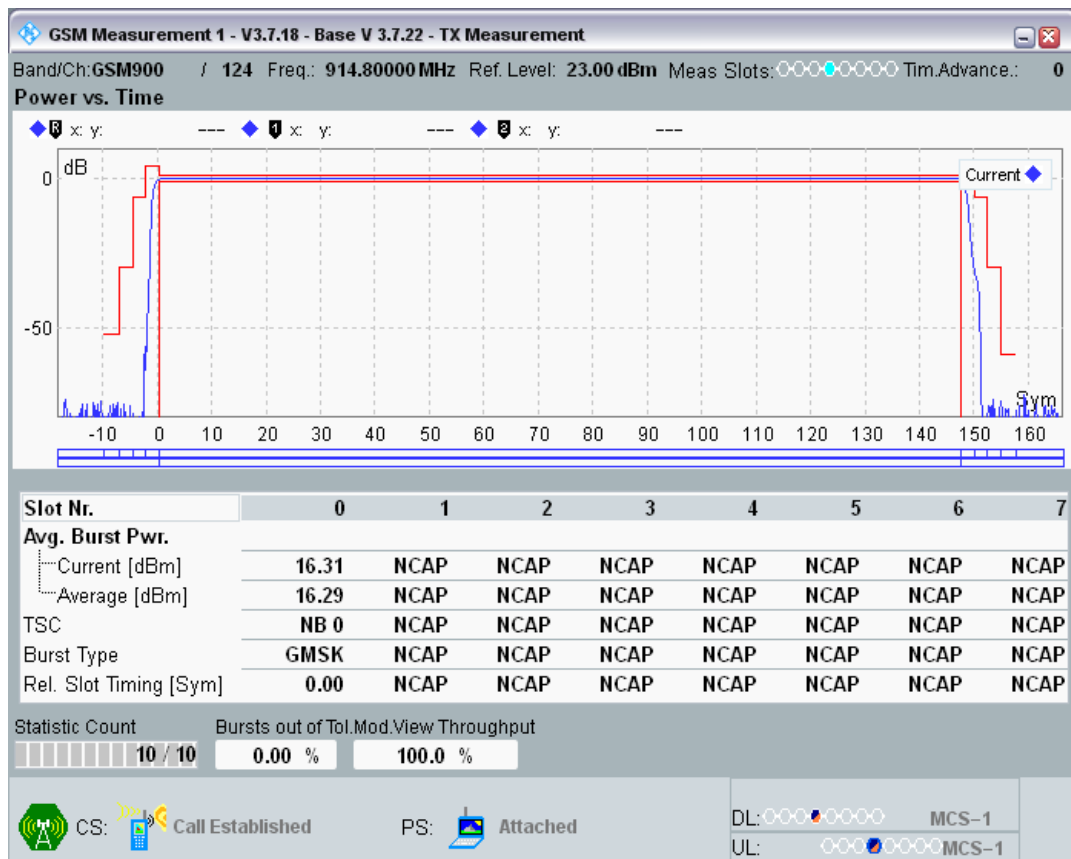 GSM Measurement 1 - V3.7.18 - Base V 3.7.22 - TX Measurement
Band/Ch:GSM900 / 124 Freq.: 914.80000 MHz Ref. Level: 23.00 dBm Meas Slots: Tim.Advance.: 0
Power vs. Time
R x: y: --- 1 x: y: --- 2 x: y: ---
dB
Current
0
-50
Sym
-10 0 10 20 30 40 50 60 70 80 90 100 110 120 130 140 150 160
Slot Nr. 0 1 2 3 4 5 6 7
Avg. Burst Pwr.
Current [dBm] 16.31 NCAP NCAP NCAP NCAP NCAP NCAP NCAP
Average [dBm] 16.29 NCAP NCAP NCAP NCAP NCAP NCAP NCAP
TSC NB 0 NCAP NCAP NCAP NCAP NCAP NCAP NCAP
Burst Type GMSK NCAP NCAP NCAP NCAP NCAP NCAP NCAP
Rel. Slot Timing [Sym] 0.00 NCAP NCAP NCAP NCAP NCAP NCAP NCAP
Statistic Count Bursts out of Tol. Mod.View Throughput
10 / 10 0.00 % 100.0 %
CS: Call Established PS: Attached DL: MCS-1
UL: MCS-1